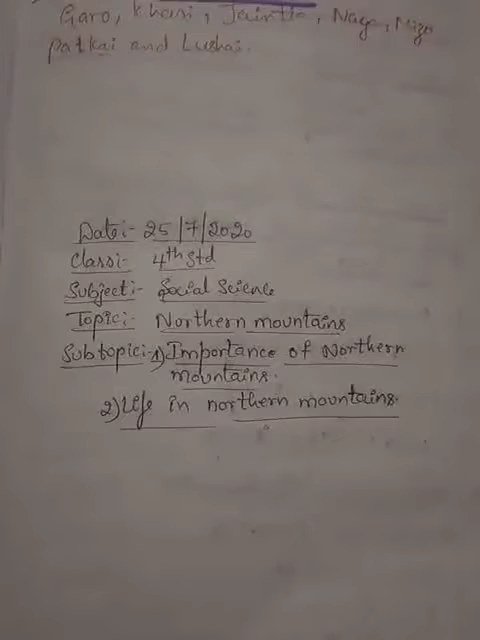 Garo, Khasi, Jaintia, Naga, Mizo
Patkai and Lushai.
Date:- 25/7/2020
Class:- 4th Std
Subject:- Social Science
Topic:- Northern mountains
Subtopic:- 1) Importance of Northern
mountains.
2) Life in northern mountains.